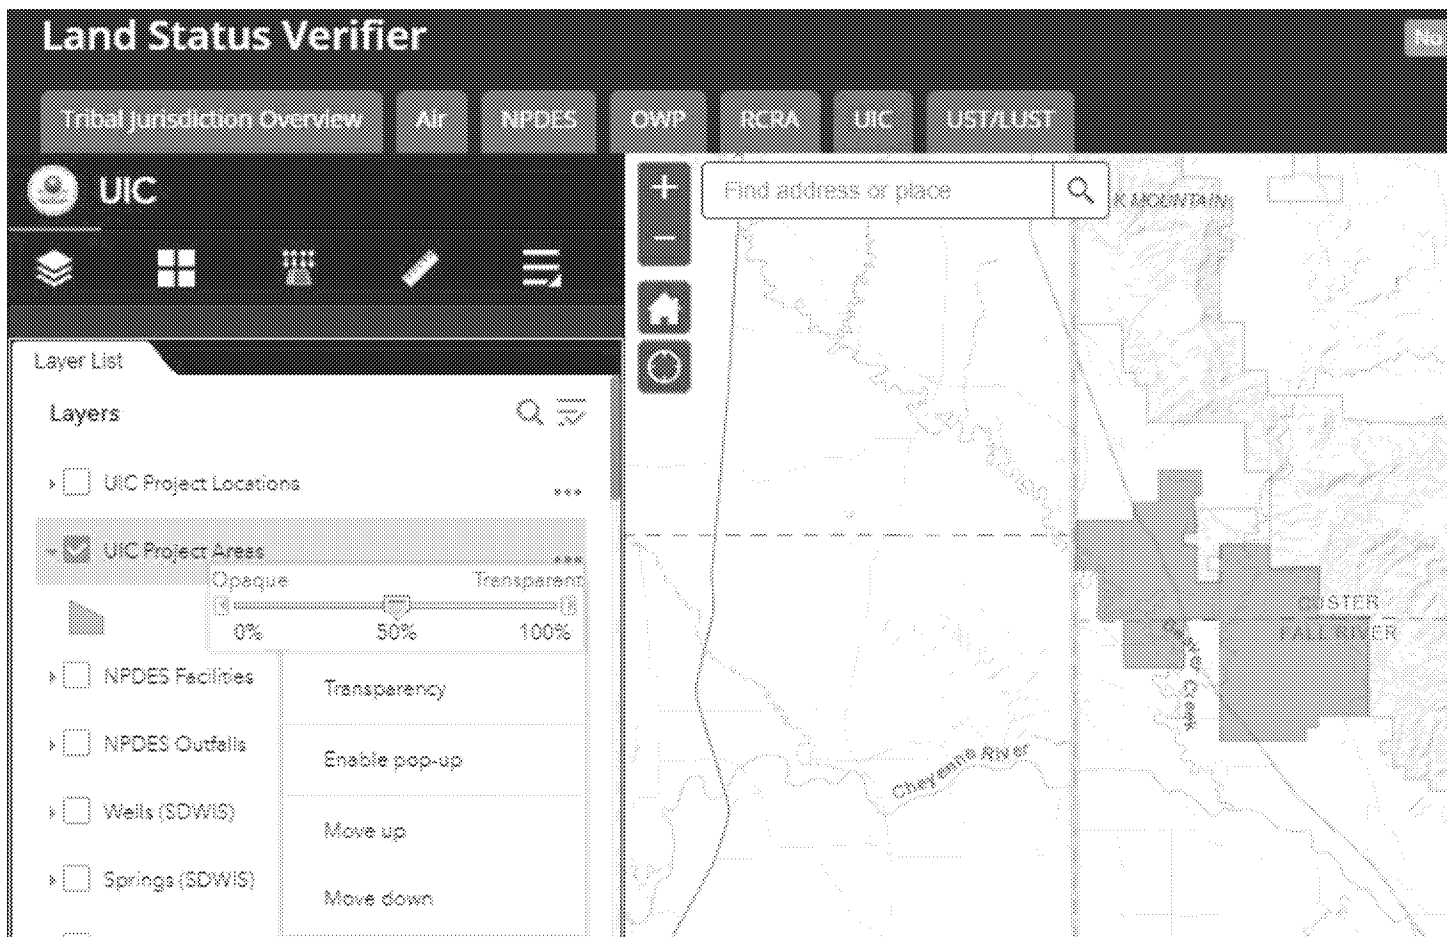 Land Status Verifier
No
Tribal Jurisdiction Overview
Air
NPDES
OWP
RCRA
UIC
UST/LUST
UIC
Find address or place
Layer List
Layers
UIC Project Locations
UIC Project Areas
Opaque
Transparent
0%
50%
100%
NPDES Facilities
Transparency
NPDES Outfalls
Enable pop-up
Wells (SDWIS)
Move up
Springs (SDWIS)
Move down
K MOUNTAIN
CUSTER
FALL RIVER
Creek
Cheyenne River